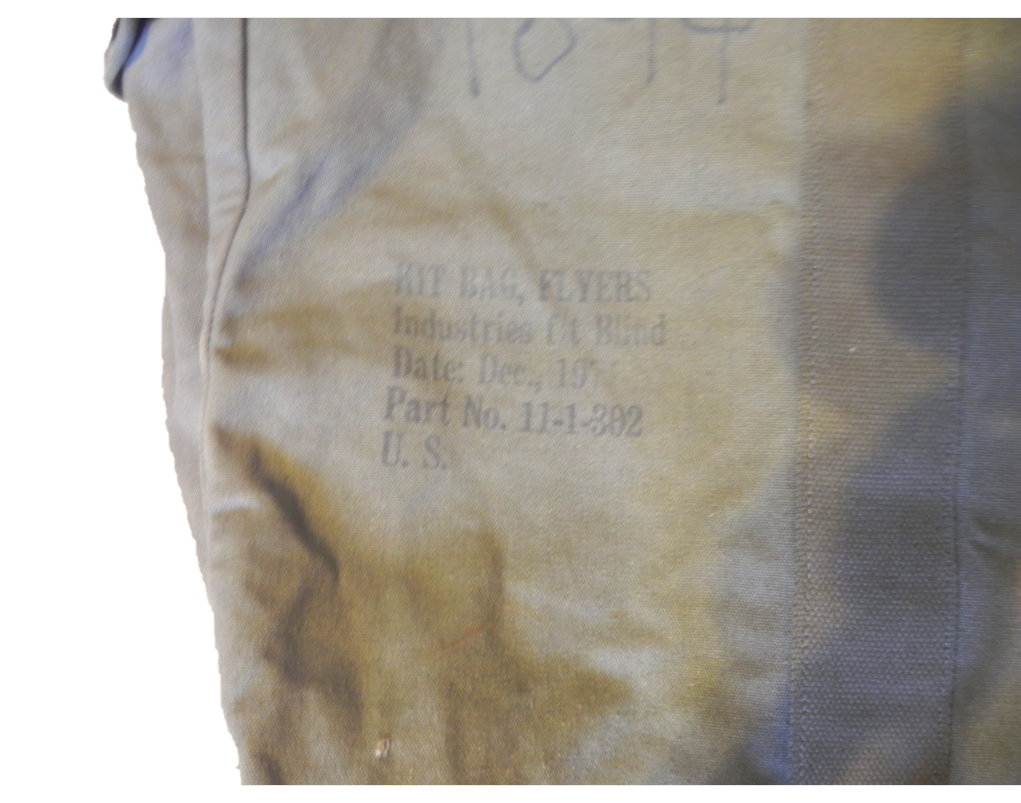 KIT BAG, FLYERS
Industries f/t Blind
Date: Dec.,
Part No. 11-1-302
U. S.